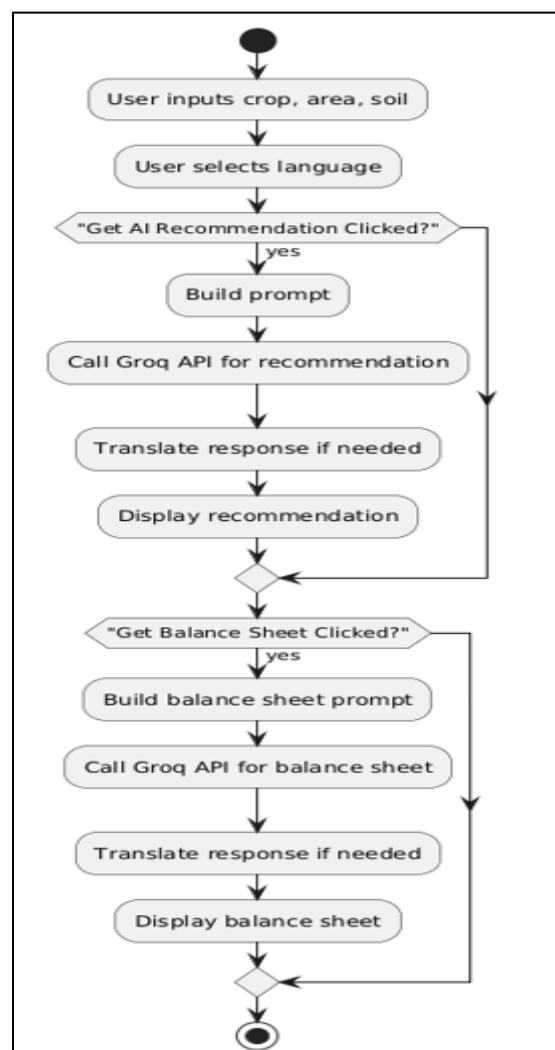 User inputs crop, area, soil
User selects language
"Get AI Recommendation Clicked?"
yes
Build prompt
Call Groq API for recommendation
Translate response if needed
Display recommendation
"Get Balance Sheet Clicked?"
yes
Build balance sheet prompt
Call Groq API for balance sheet
Translate response if needed
Display balance sheet